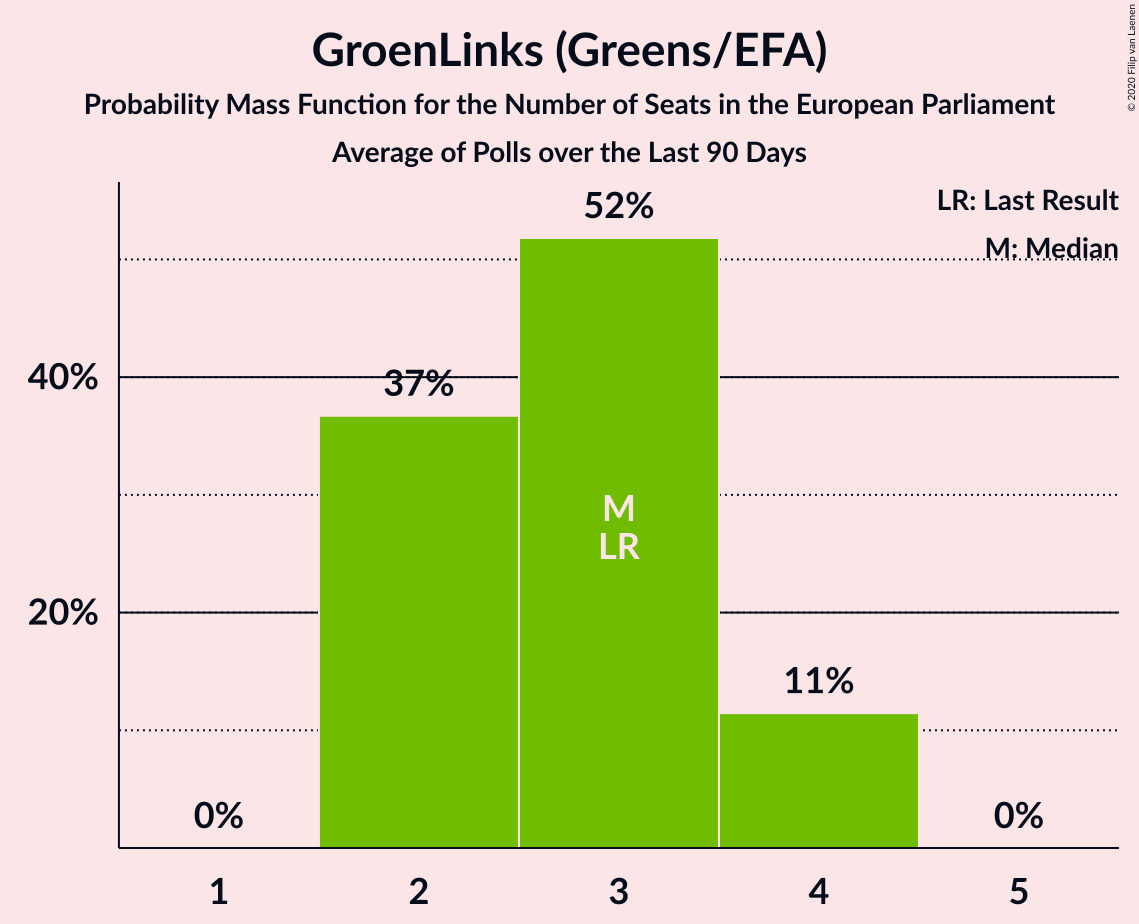 GroenLinks (Greens/EFA)
Probability Mass Function for the Number of Seats in the European Parliament
Average of Polls over the Last 90 Days
© 2020 Filip van Laenen
LR: Last Result
M: Median
52%
40%
37%
M
LR
20%
11%
0%
0%
1 2 3 4 5